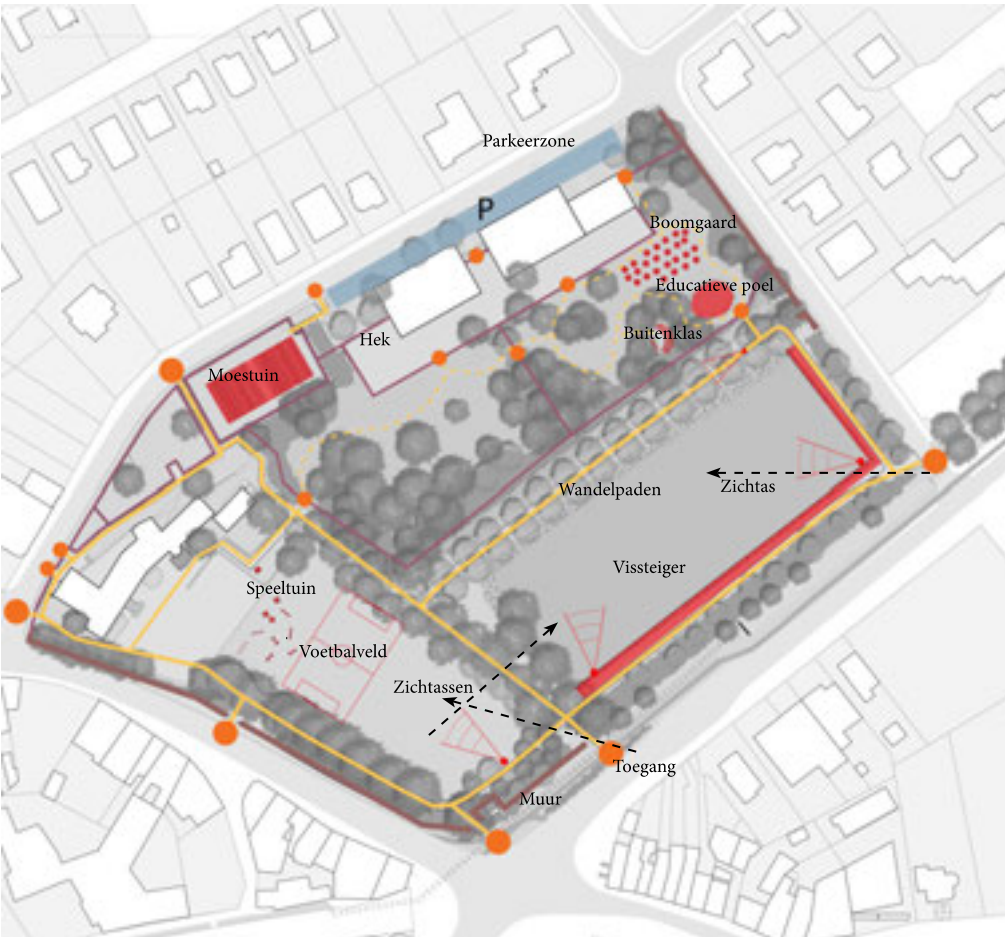 Parkeerzone
P
Boomgaard
Educatieve poel
Buitenklas
Hek
Moestuin
Wandelpaden
Zichtas
Vissteiger
Speeltuin
Voetbalveld
Zichtassen
Toegang
Muur